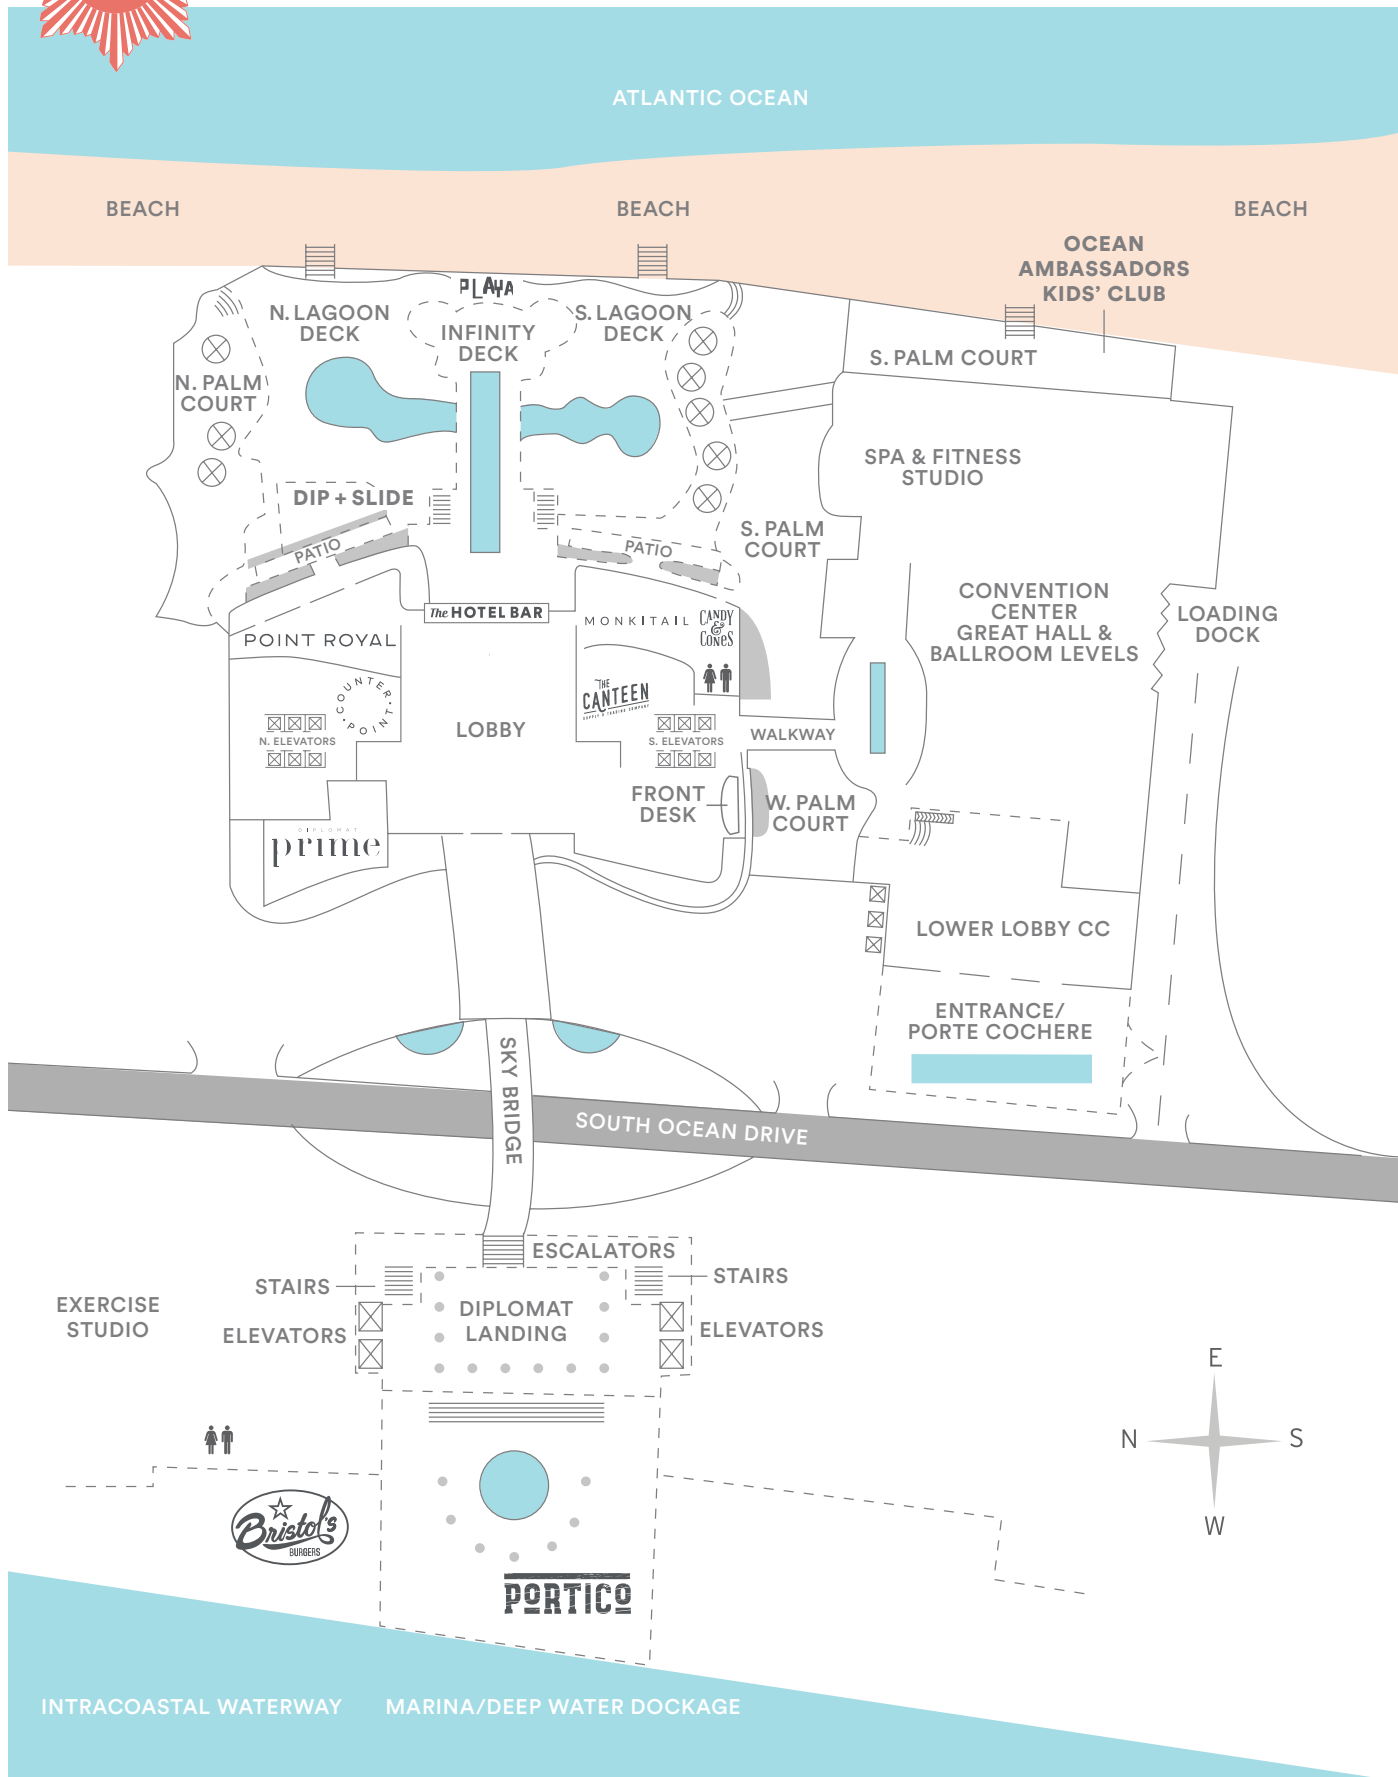 ATLANTIC OCEAN
BEACH
BEACH
BEACH
OCEAN
AMBASSADORS
KIDS' CLUB
PLAYA
N. LAGOON
DECK
INFINITY
DECK
S. LAGOON
DECK
S. PALM COURT
N. PALM
COURT
SPA & FITNESS
STUDIO
DIP + SLIDE
PATIO
PATIO
S. PALM
COURT
CONVENTION
CENTER
GREAT HALL &
BALLROOM LEVELS
LOADING
DOCK
The HOTEL BAR
POINT ROYAL
MONKITAIL
CANDY
&
CONES
COUNTER
· POINT ·
THE
CANTEEN
SUPPLY & TRADING COMPANY
LOBBY
N. ELEVATORS
S. ELEVATORS
WALKWAY
FRONT
DESK
W. PALM
COURT
DIPLOMAT
prime
LOWER LOBBY CC
ENTRANCE/
PORTE COCHERE
SKY BRIDGE
SOUTH OCEAN DRIVE
ESCALATORS
STAIRS
STAIRS
EXERCISE
STUDIO
DIPLOMAT
LANDING
ELEVATORS
ELEVATORS
E
N
S
W
Bristol's
BURGERS
PORTICO
INTRACOASTAL WATERWAY
MARINA/DEEP WATER DOCKAGE